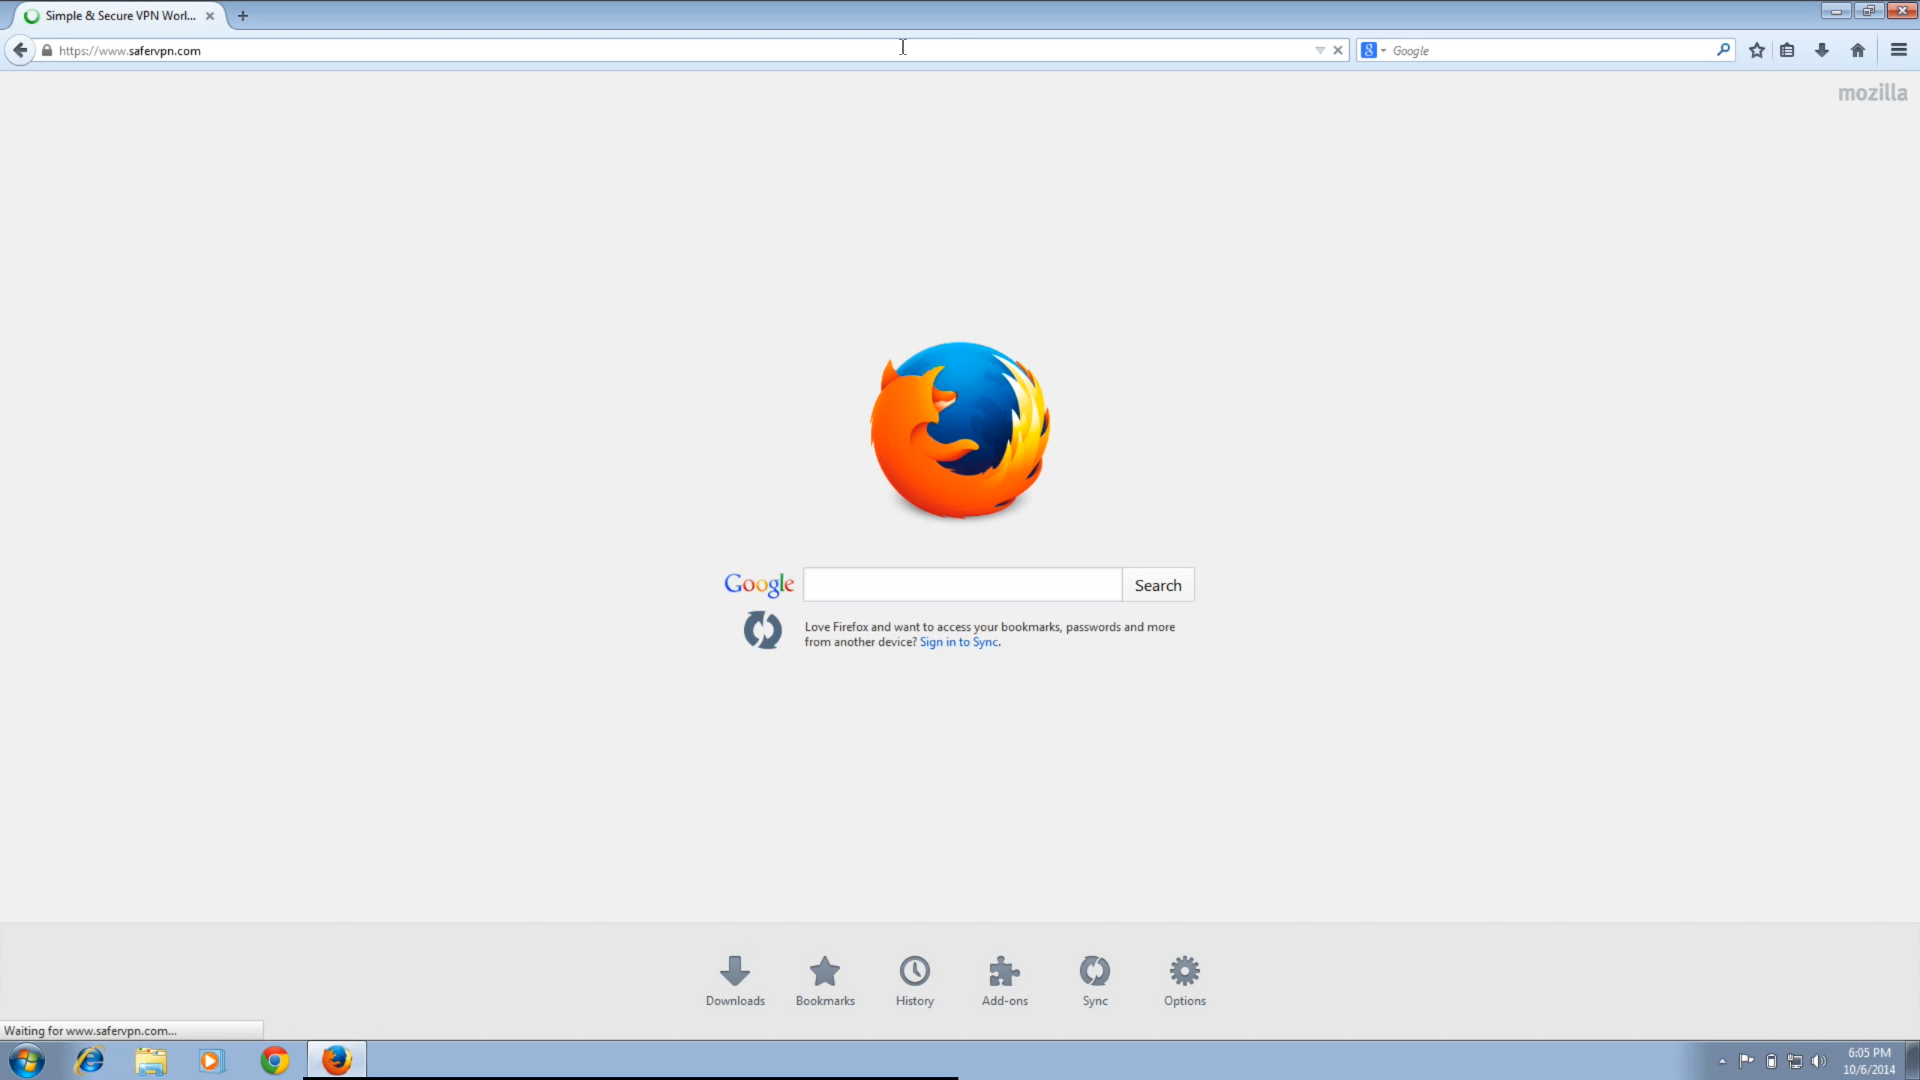 Simple & Secure VPN Worl...
https://www.safervpn.com
8
Google
mozilla
Google
Search
Love Firefox and want to access your bookmarks, passwords and more
from another device? Sign in to Sync.
Downloads
Bookmarks
History
Add-ons
Sync
Options
Waiting for www.safervpn.com...
6:05 PM
10/6/2014